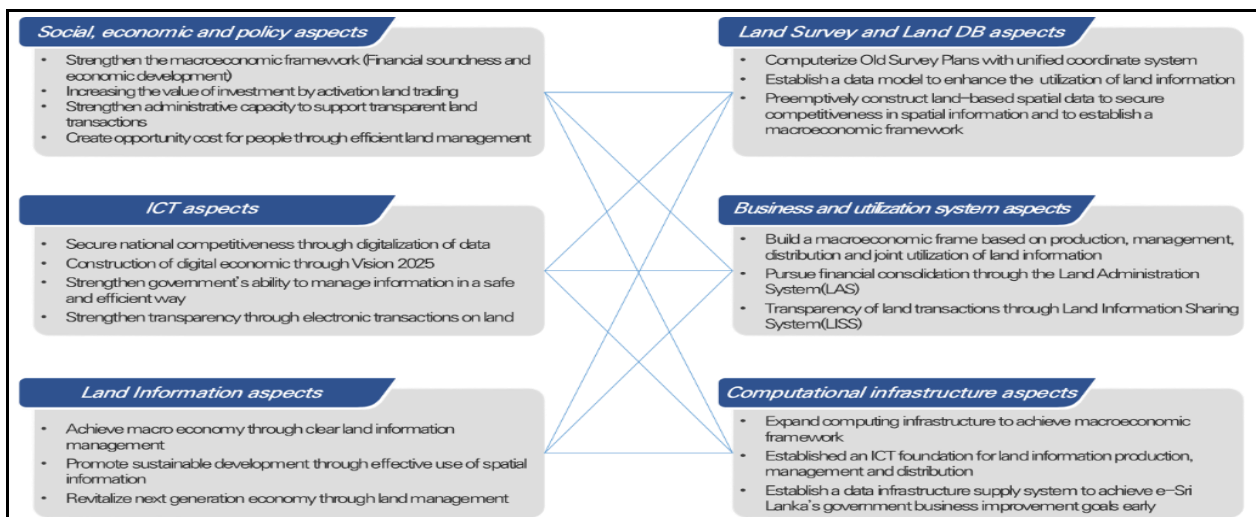 Social, economic and policy aspects
• Strengthen the macroeconomic framework (Financial soundness and
economic development)
• Increasing the value of investment by activation land trading
• Strengthen administrative capacity to support transparent land
transactions
• Create opportunity cost for people through efficient land management
Land Survey and Land DB aspects
• Computerize Old Survey Plans with unified coordinate system
• Establish a data model to enhance the utilization of land information
• Preemptively construct land-based spatial data to secure
competitiveness in spatial information and to establish a
macroeconomic framework
ICT aspects
• Secure national competitiveness through digitalization of data
• Construction of digital economic through Vision 2025
• Strengthen government's ability to manage information in a safe
and efficient way
• Strengthen transparency through electronic transactions on land
Business and utilization system aspects
• Build a macroeconomic frame based on production, management,
distribution and joint utilization of land information
• Pursue financial consolidation through the Land Administration
System(LAS)
• Transparency of land transactions through Land Information Sharing
System(LISS)
Land Information aspects
• Achieve macro economy through clear land information
management
• Promote sustainable development through effective use of spatial
information
• Revitalize next generation economy through land management
Computational infrastructure aspects
• Expand computing infrastructure to achieve macroeconomic
framework
• Established an ICT foundation for land information production,
management and distribution
• Establish a data infrastructure supply system to achieve e-Sri
Lanka's government business improvement goals early